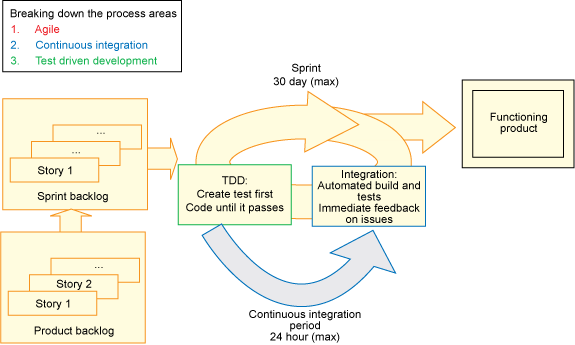 Breaking down the process areas
1. Agile
2. Continuous integration
3. Test driven development
Sprint
30 day (max)
Functioning
product
...
...
Story 1
Sprint backlog
TDD:
Create test first
Code until it passes
Integration:
Automated build and
tests
Immediate feedback
on issues
...
Story 2
Story 1
Product backlog
Continuous integration
period
24 hour (max)